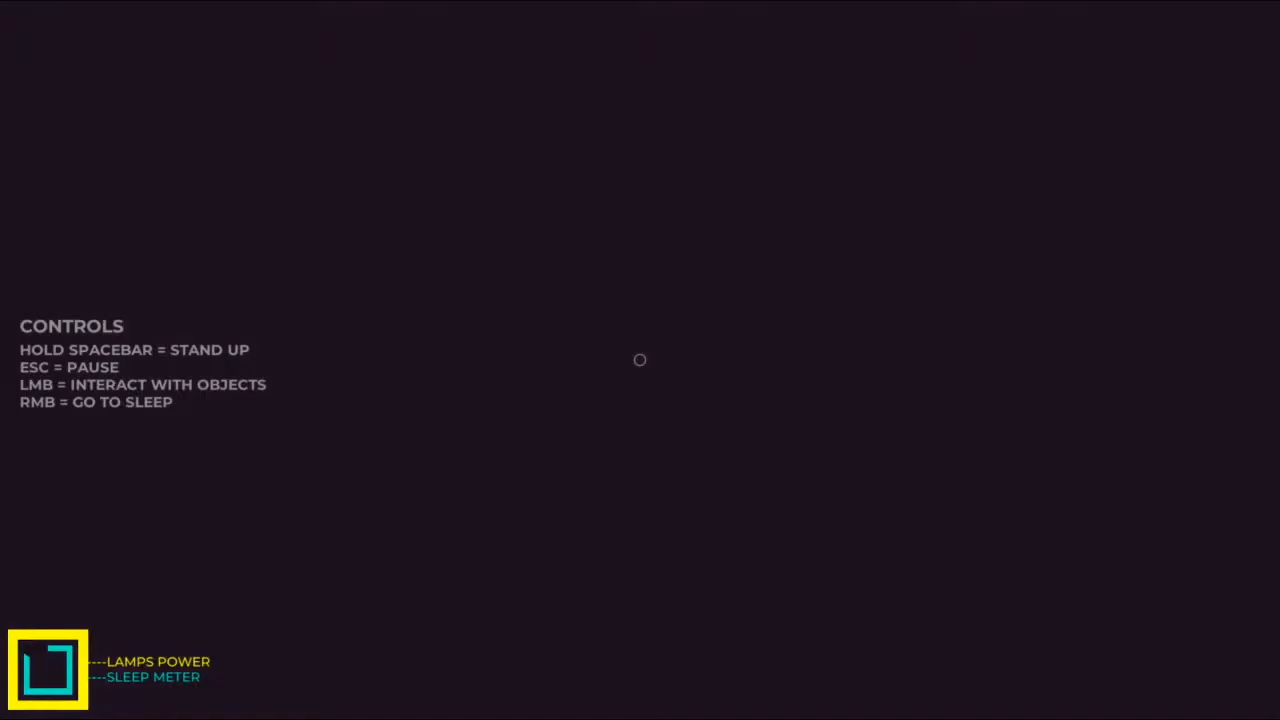 CONTROLS
HOLD SPACEBAR = STAND UP
ESC = PAUSE
LMB = INTERACT WITH OBJECTS
RMB = GO TO SLEEP
----LAMPS POWER
----SLEEP METER